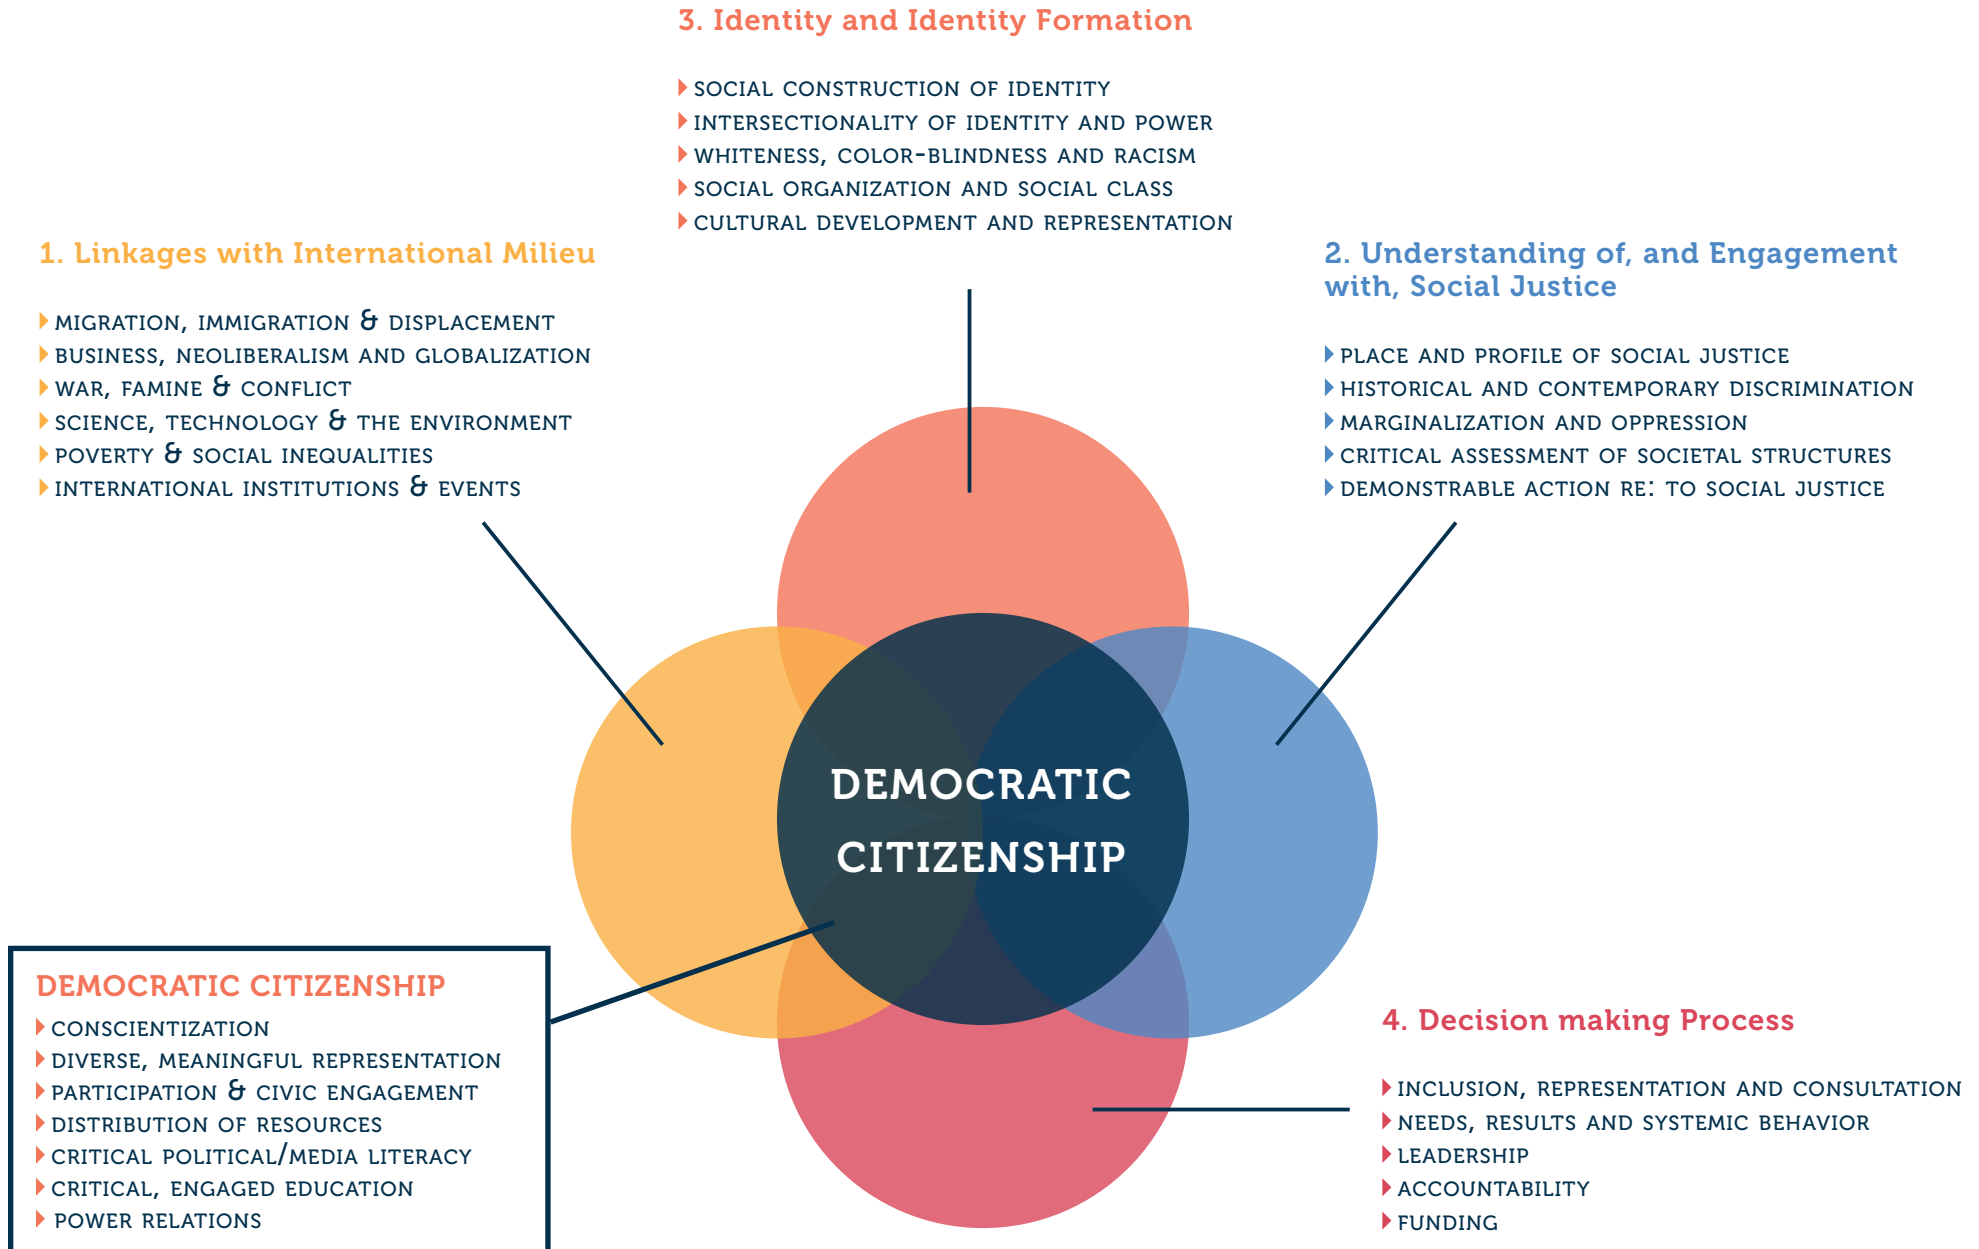 3. Identity and Identity Formation
SOCIAL CONSTRUCTION OF IDENTITY
INTERSECTIONALITY OF IDENTITY AND POWER
WHITENESS, COLOR-BLINDNESS AND RACISM
SOCIAL ORGANIZATION AND SOCIAL CLASS
CULTURAL DEVELOPMENT AND REPRESENTATION
1. Linkages with International Milieu
MIGRATION, IMMIGRATION & DISPLACEMENT
BUSINESS, NEOLIBERALISM AND GLOBALIZATION
WAR, FAMINE & CONFLICT
SCIENCE, TECHNOLOGY & THE ENVIRONMENT
POVERTY & SOCIAL INEQUALITIES
INTERNATIONAL INSTITUTIONS & EVENTS
2. Understanding of, and Engagement
with, Social Justice
PLACE AND PROFILE OF SOCIAL JUSTICE
HISTORICAL AND CONTEMPORARY DISCRIMINATION
MARGINALIZATION AND OPPRESSION
CRITICAL ASSESSMENT OF SOCIETAL STRUCTURES
DEMONSTRABLE ACTION RE: TO SOCIAL JUSTICE
DEMOCRATIC
CITIZENSHIP
DEMOCRATIC CITIZENSHIP
CONSCIENTIZATION
DIVERSE, MEANINGFUL REPRESENTATION
PARTICIPATION & CIVIC ENGAGEMENT
DISTRIBUTION OF RESOURCES
CRITICAL POLITICAL/MEDIA LITERACY
CRITICAL, ENGAGED EDUCATION
POWER RELATIONS
4. Decision making Process
INCLUSION, REPRESENTATION AND CONSULTATION
NEEDS, RESULTS AND SYSTEMIC BEHAVIOR
LEADERSHIP
ACCOUNTABILITY
FUNDING